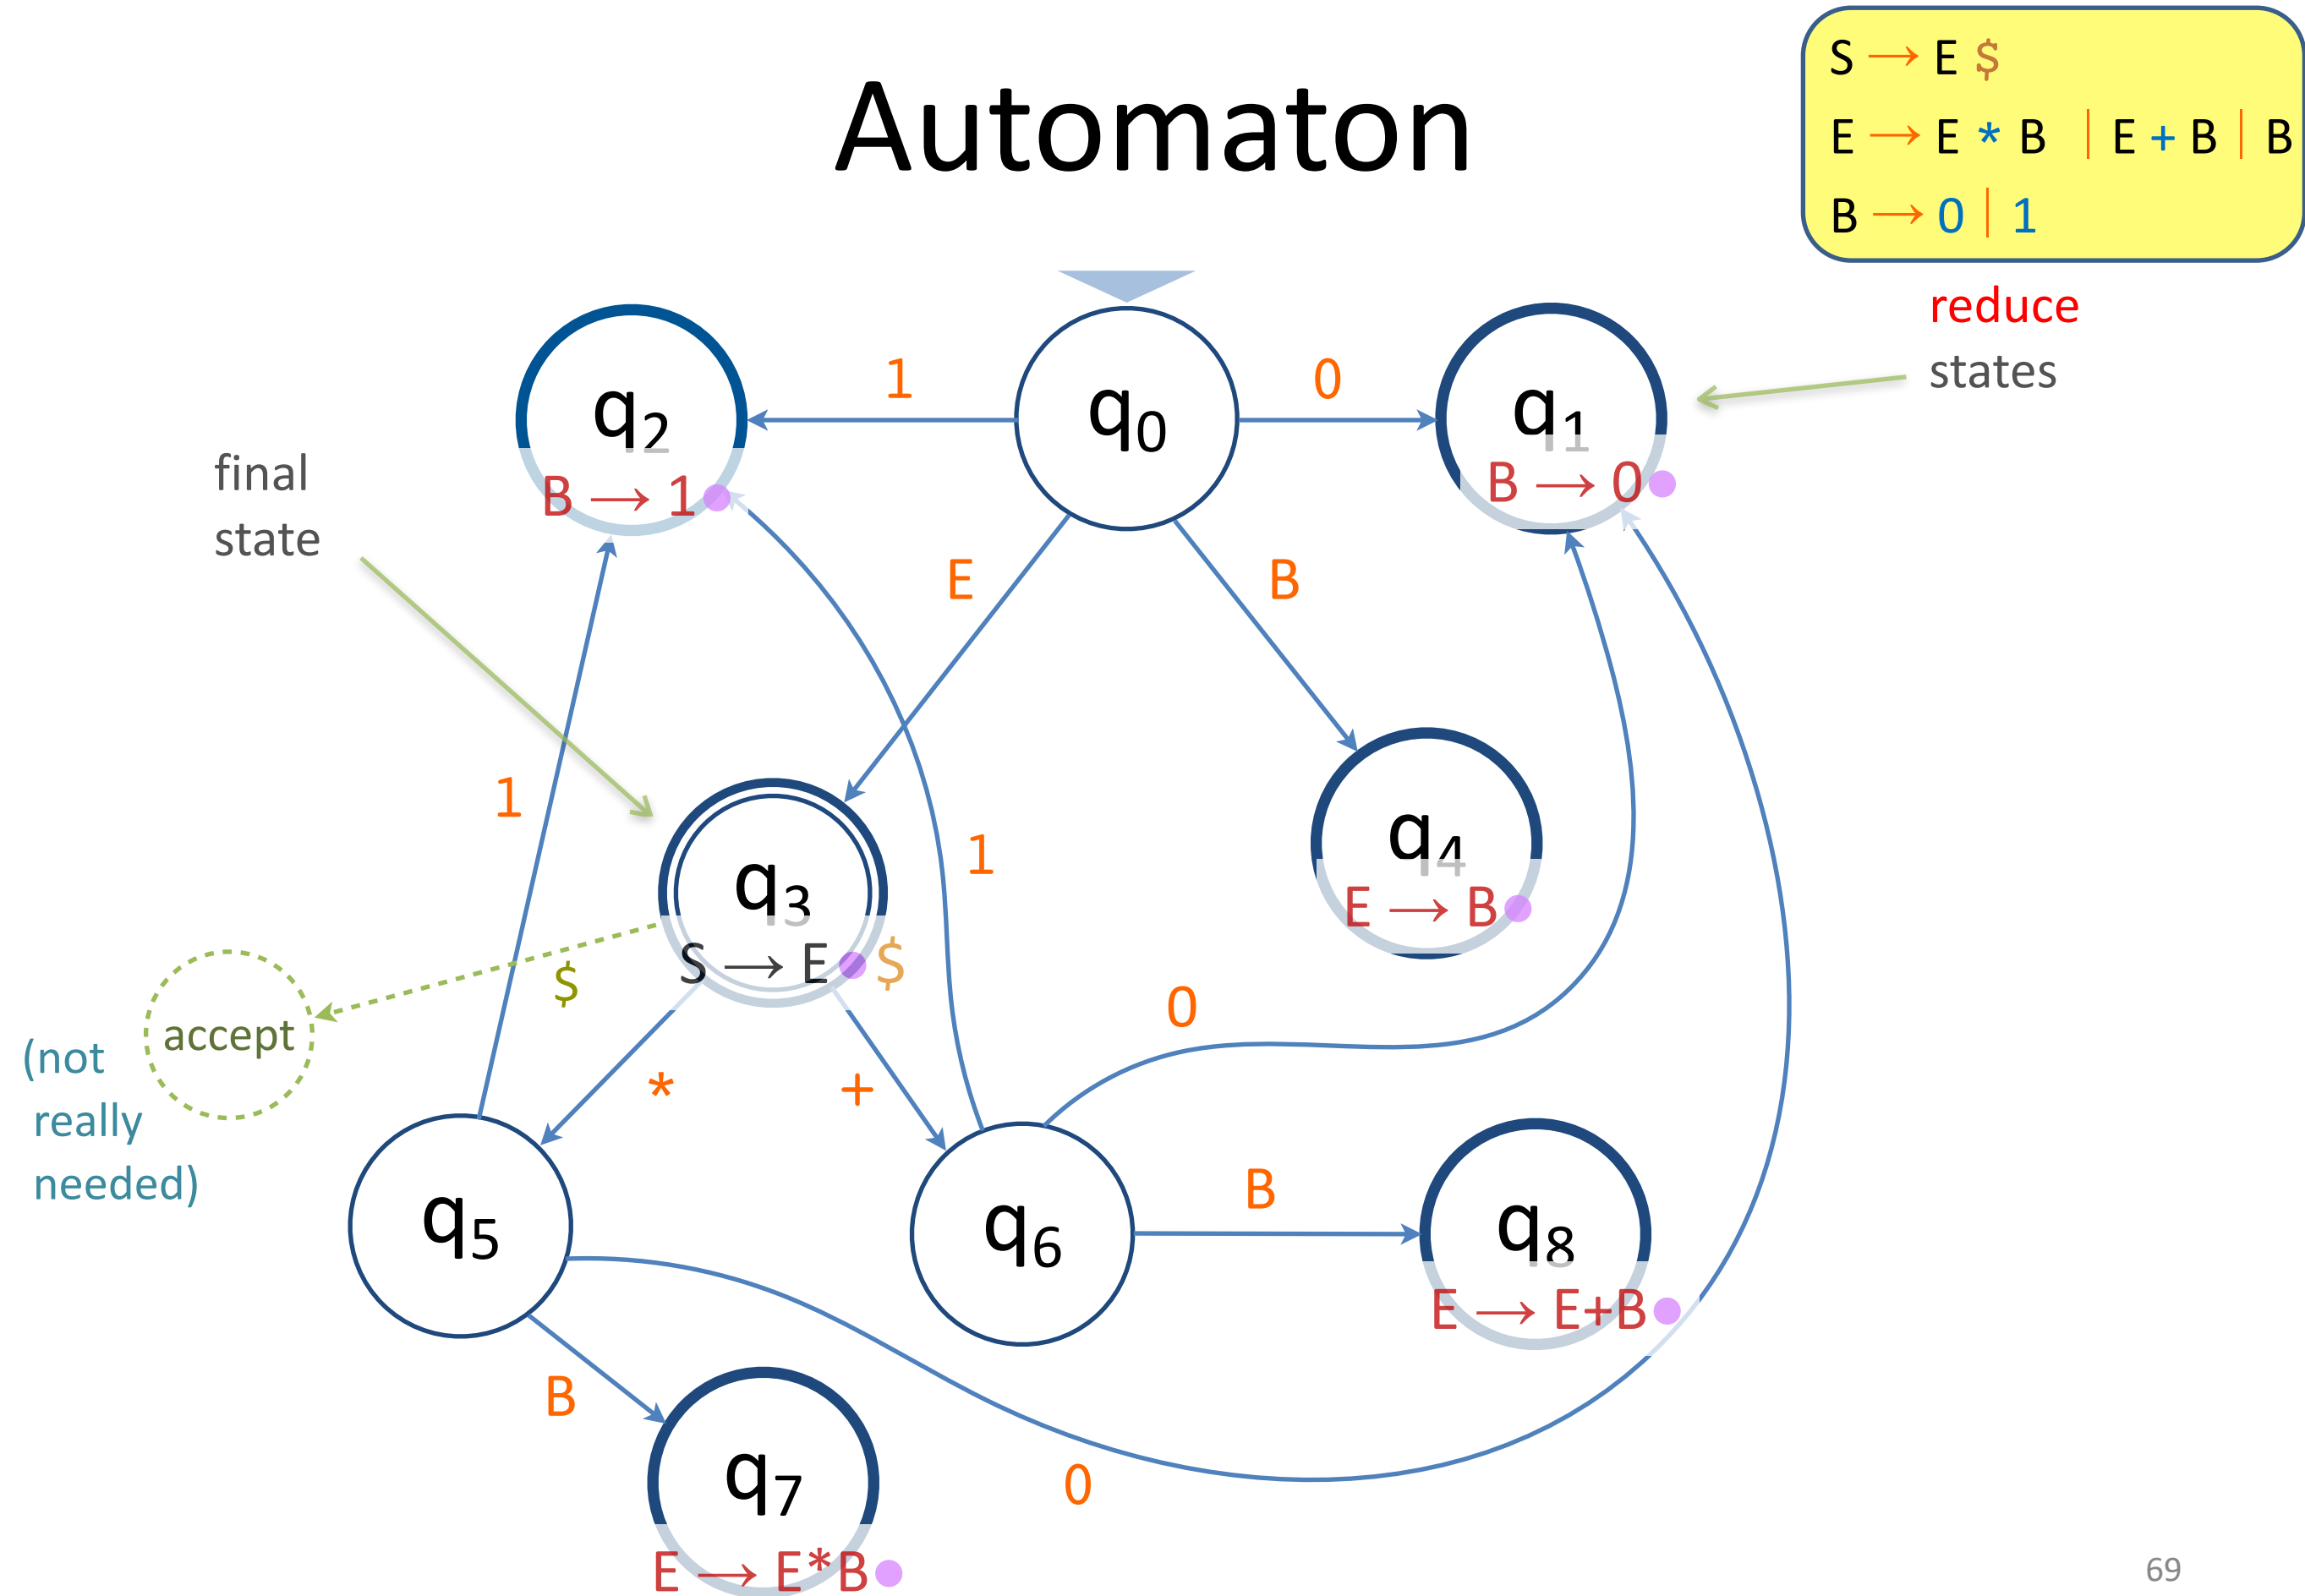 Automaton
S → E $
E → E * B | E + B | B
B → 0 | 1
reduce
states
final
state
q2
B → 1●
1
q0
0
q1
B → 0●
E
B
1
1
q3
S → E● $
q4
E → B●
$
accept
(not
really
needed)
*
+
0
q5
q6
B
q8
E → E+B●
B
q7
E → E*B●
0
69